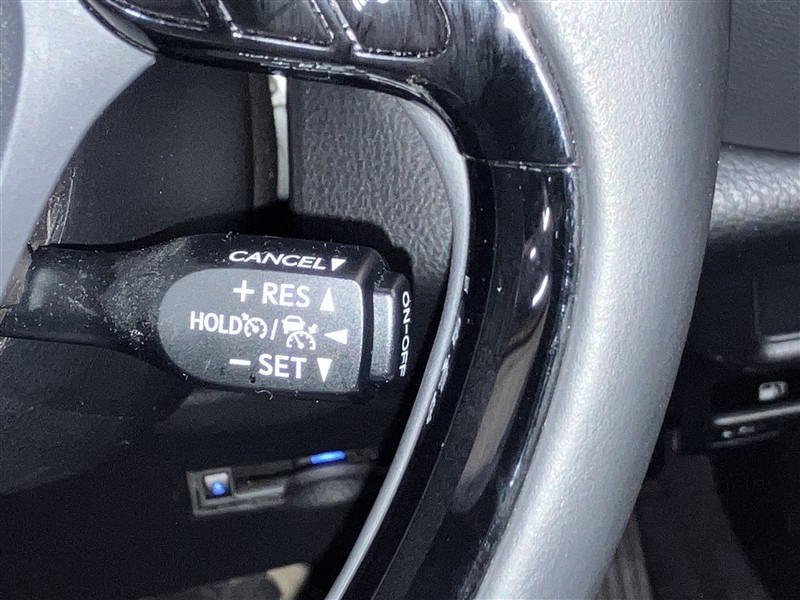 CANCEL▼
+ RES ▲
HOLD / ◄
− SET ▼
ON-OFF